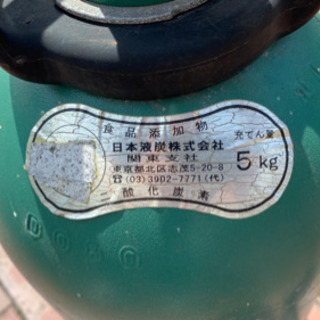 食品添加物
日本液炭株式会社
関東支社
東京都北区志茂5-20-8
☎(03)3902-7771(代)
充てん量
5kg
二酸化炭素